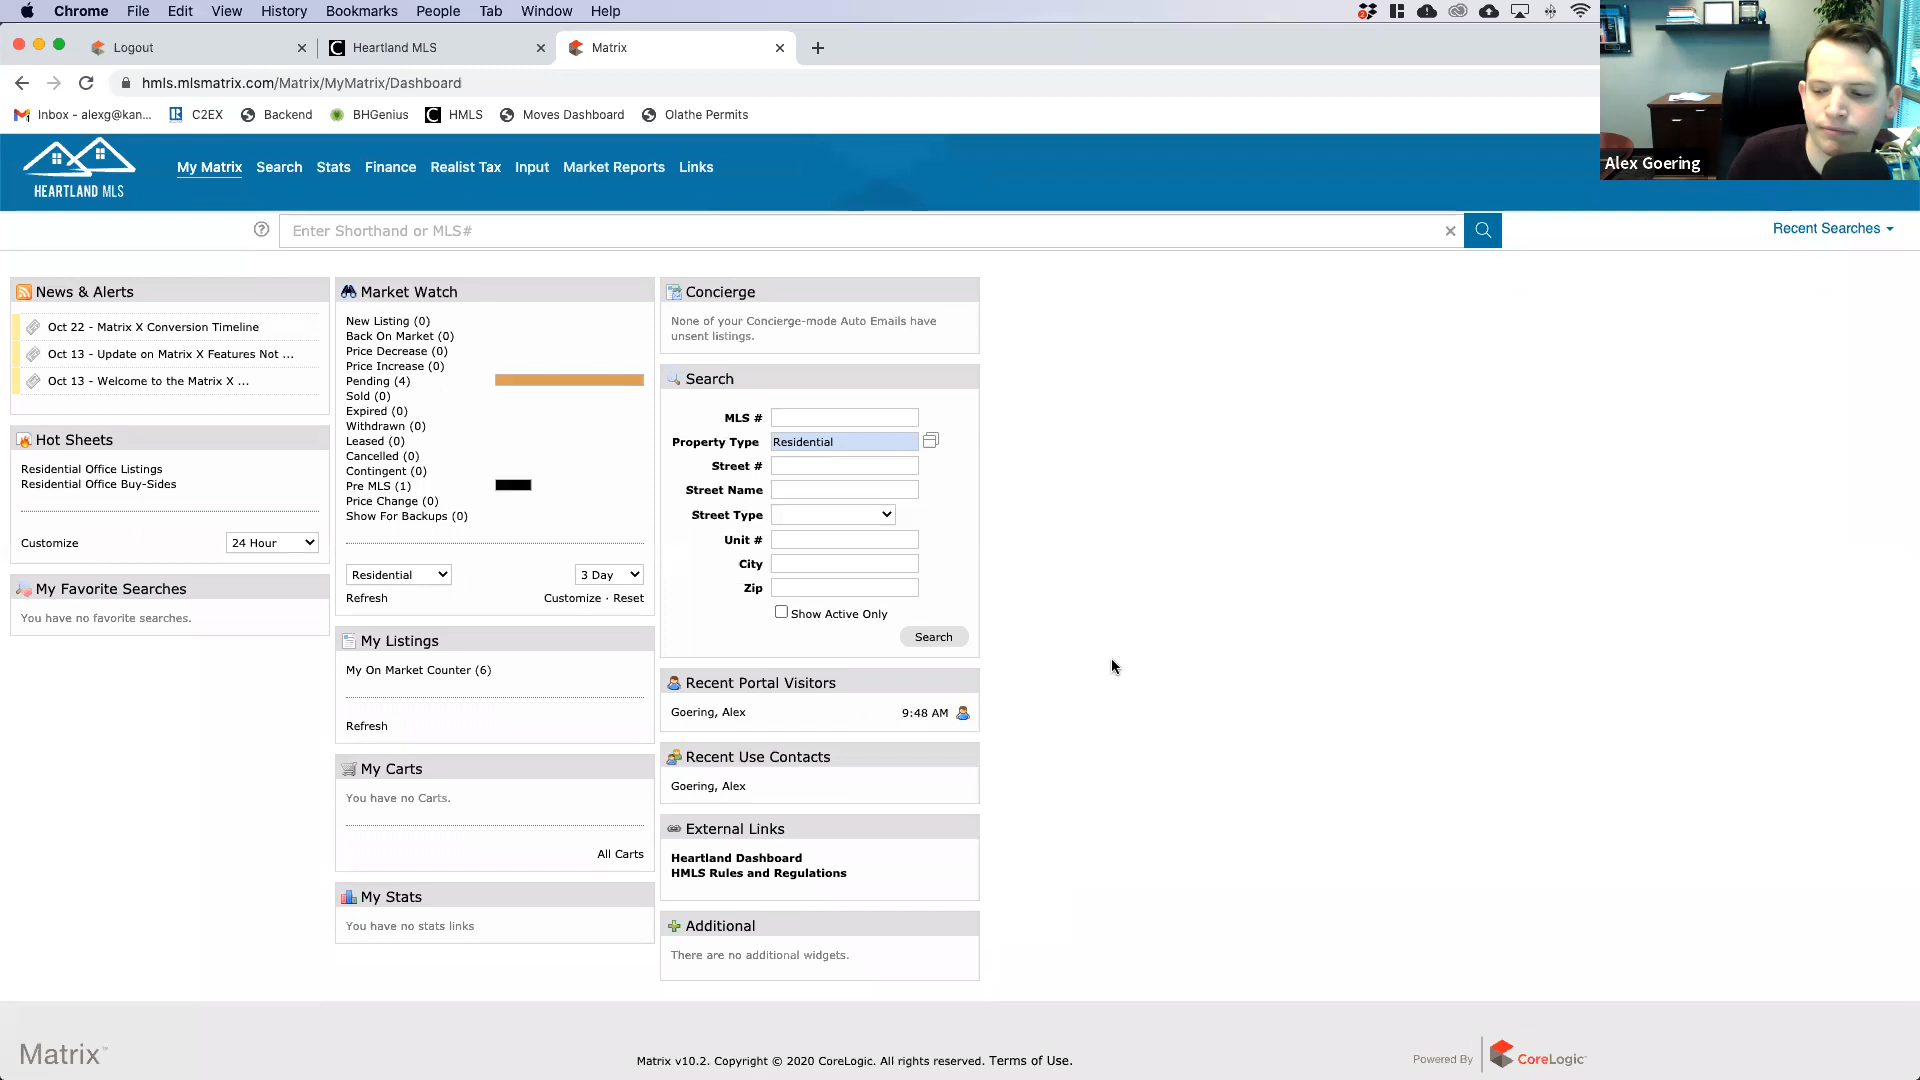 Chrome File Edit View History Bookmarks People Tab Window Help
Logout
Heartland MLS
Matrix
hmls.mlsmatrix.com/Matrix/MyMatrix/Dashboard
Inbox - alexg@kan...
C2EX
Backend
BHGenius
HMLS
Moves Dashboard
Olathe Permits
Alex Goering
HEARTLAND MLS
My Matrix Search Stats Finance Realist Tax Input Market Reports Links
Enter Shorthand or MLS#
Recent Searches
News & Alerts
Oct 22 - Matrix X Conversion Timeline
Oct 13 - Update on Matrix X Features Not ...
Oct 13 - Welcome to the Matrix X ...
Hot Sheets
Residential Office Listings
Residential Office Buy-Sides
Customize
24 Hour
My Favorite Searches
You have no favorite searches.
Market Watch
New Listing (0)
Back On Market (0)
Price Decrease (0)
Price Increase (0)
Pending (4)
Sold (0)
Expired (0)
Withdrawn (0)
Leased (0)
Cancelled (0)
Contingent (0)
Pre MLS (1)
Price Change (0)
Show For Backups (0)
Residential
3 Day
Refresh
Customize · Reset
My Listings
My On Market Counter (6)
Refresh
My Carts
You have no Carts.
All Carts
My Stats
You have no stats links
Concierge
None of your Concierge-mode Auto Emails have
unsent listings.
Search
MLS #
Property Type
Residential
Street #
Street Name
Street Type
Unit #
City
Zip
Show Active Only
Search
Recent Portal Visitors
Goering, Alex
9:48 AM
Recent Use Contacts
Goering, Alex
External Links
Heartland Dashboard
HMLS Rules and Regulations
Additional
There are no additional widgets.
Matrix™
Matrix v10.2. Copyright © 2020 CoreLogic. All rights reserved. Terms of Use.
Powered By
CoreLogic